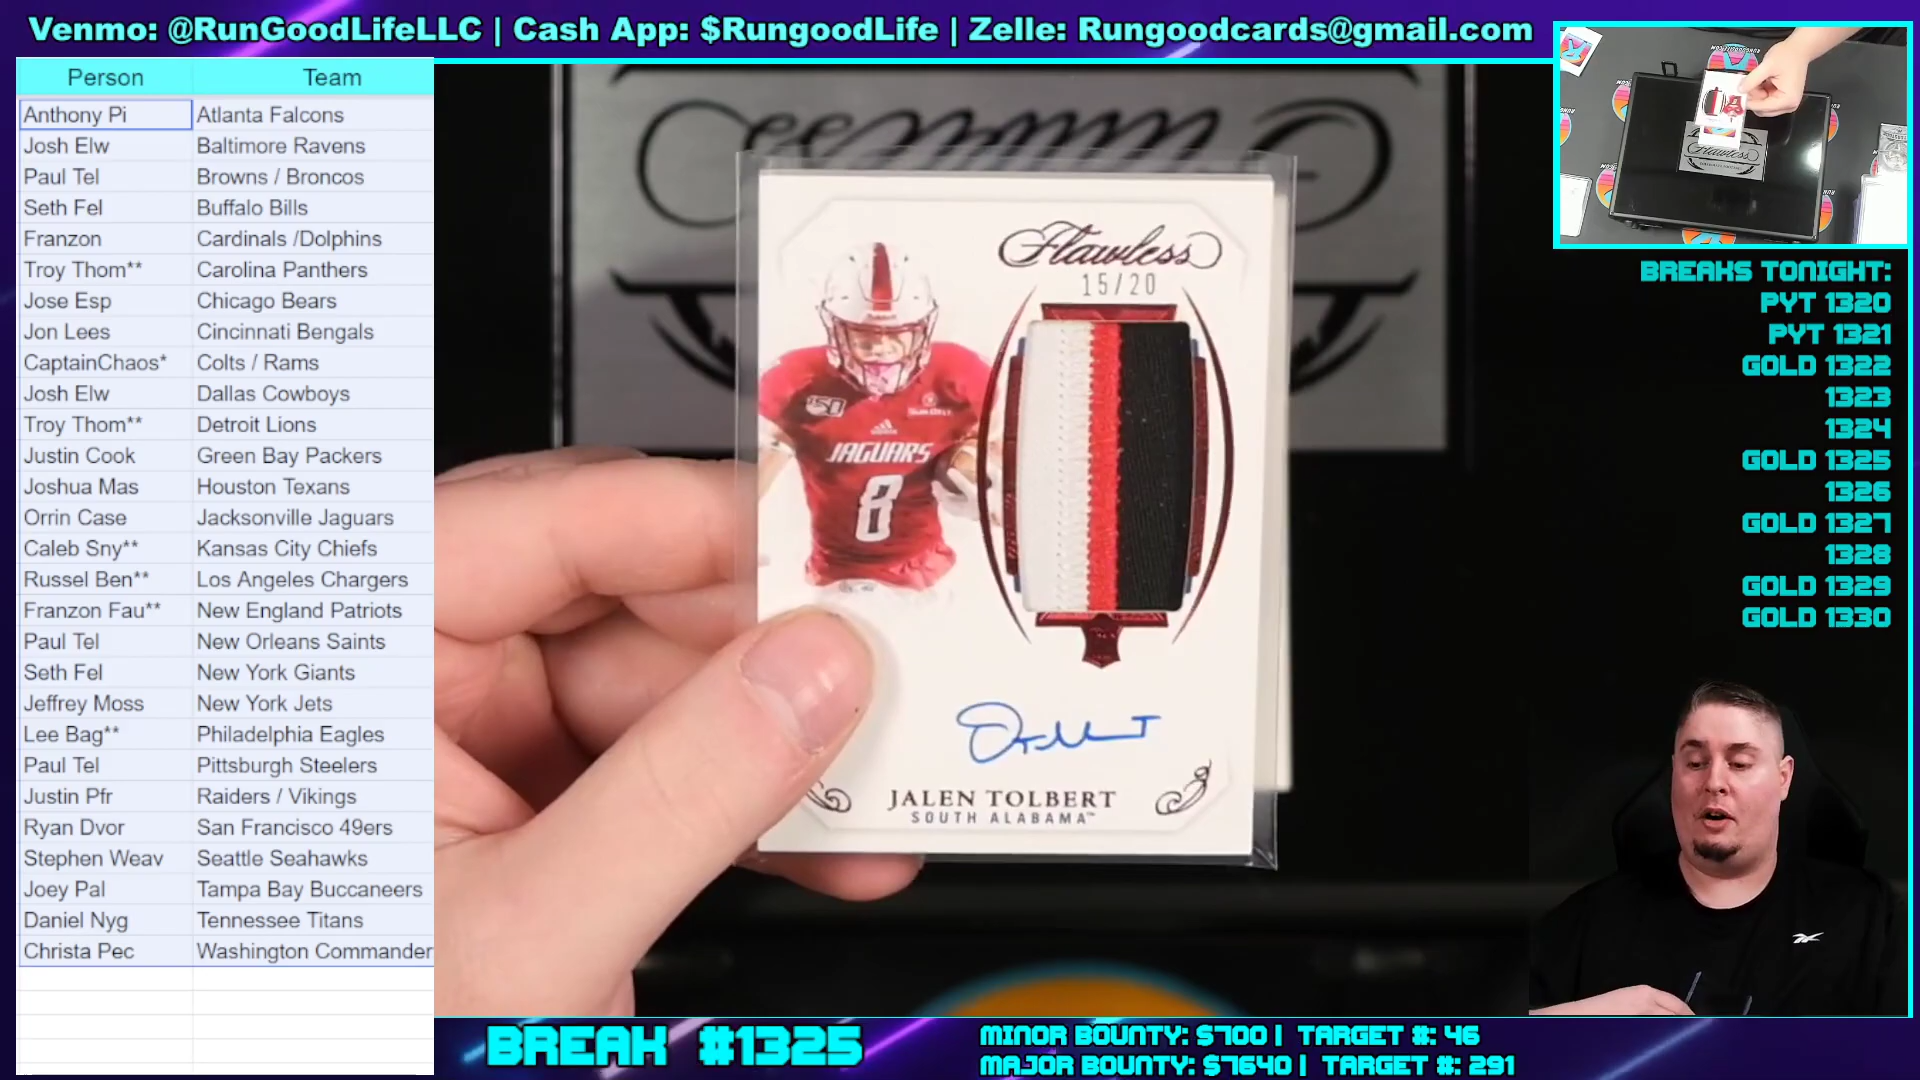 Venmo: @RunGoodLifeLLC | Cash App: $RungoodLife | Zelle: Rungoodcards@gmail.com
Person Team
Anthony Pi Atlanta Falcons
Josh Elw Baltimore Ravens
Paul Tel Browns / Broncos
Seth Fel Buffalo Bills
Franzon Cardinals /Dolphins
Troy Thom** Carolina Panthers
Jose Esp Chicago Bears
Jon Lees Cincinnati Bengals
CaptainChaos* Colts / Rams
Josh Elw Dallas Cowboys
Troy Thom** Detroit Lions
Justin Cook Green Bay Packers
Joshua Mas Houston Texans
Orrin Case Jacksonville Jaguars
Caleb Sny** Kansas City Chiefs
Russel Ben** Los Angeles Chargers
Franzon Fau** New England Patriots
Paul Tel New Orleans Saints
Seth Fel New York Giants
Jeffrey Moss New York Jets
Lee Bag** Philadelphia Eagles
Paul Tel Pittsburgh Steelers
Justin Pfr Raiders / Vikings
Ryan Dvor San Francisco 49ers
Stephen Weav Seattle Seahawks
Joey Pal Tampa Bay Buccaneers
Daniel Nyg Tennessee Titans
Christa Pec Washington Commander
Flawless
15/20
150
JAGUARS
8
JALEN TOLBERT
SOUTH ALABAMA™
Flawless
BREAKS TONIGHT:
PYT 1320
PYT 1321
GOLD 1322
1323
1324
GOLD 1325
1326
GOLD 1327
1328
GOLD 1329
GOLD 1330
BREAK #1325
MINOR BOUNTY: $700 | TARGET #: 46
MAJOR BOUNTY: $7640 | TARGET #: 291